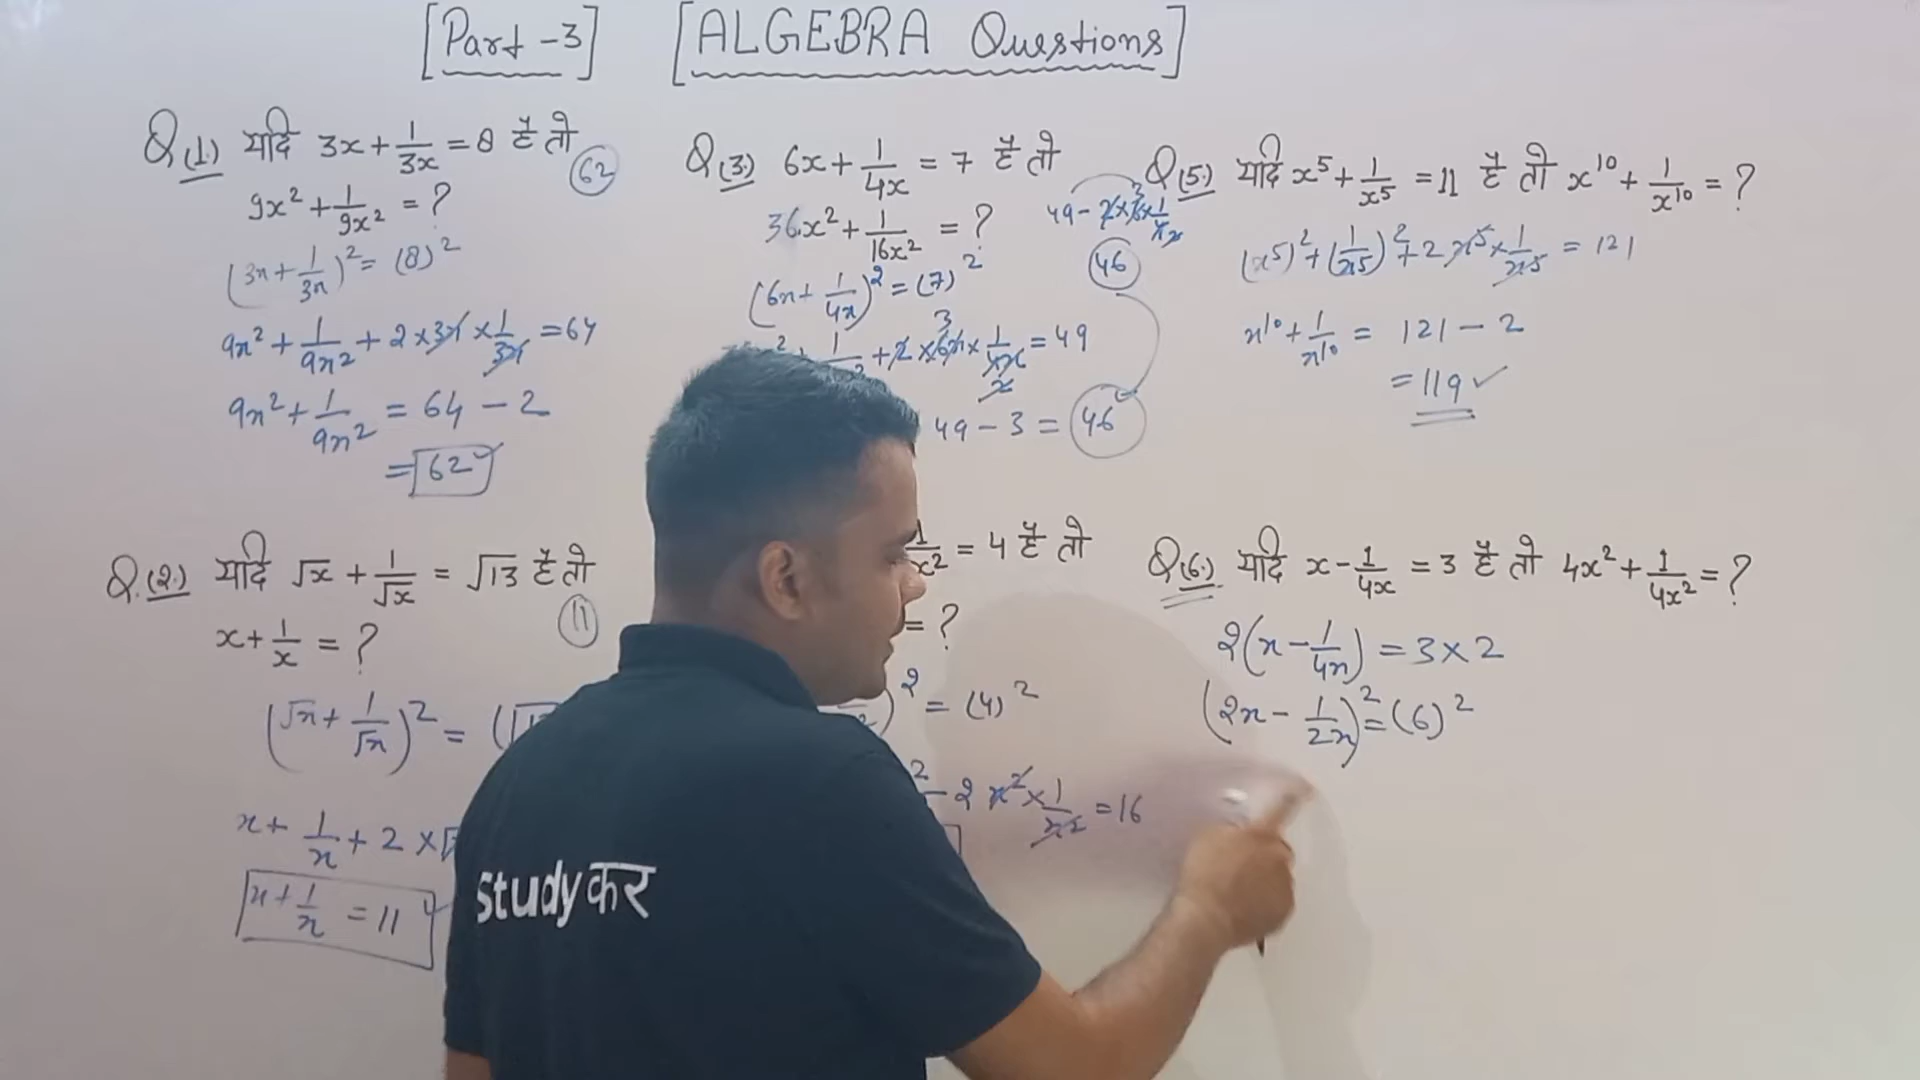 [Part-3] [ALGEBRA Questions]
Q(1.) यदि 3x + 1/3x = 8 है तो
62
9x² + 1/9x² = ?
(3x + 1/3x)² = (8)²
9x² + 1/9x² + 2 × 3x × 1/3x = 64
9x² + 1/9x² = 64 - 2
= 62
Q.(2.) यदि √x + 1/√x = √13 है तो
11
x + 1/x = ?
(√x + 1/√x)² =
x + 1/x + 2 ×
x + 1/x = 11
Q(3.) 6x + 1/4x = 7 है तो
36x² + 1/16x² = ?
49 - 2 × 6 × 1/4
46
(6x + 1/4x)² = (7)²
+ 2 × 6x × 1/4x = 49
49 - 3 = 46
= 4 है तो
= ?
² = (4)²
- 2 x² × 1/x² = 16
Q(5.) यदि x⁵ + 1/x⁵ = 11 है तो x¹⁰ + 1/x¹⁰ = ?
(x⁵)² + (1/x⁵)² + 2 x⁵ × 1/x⁵ = 121
x¹⁰ + 1/x¹⁰ = 121 - 2
= 119 ✓
Q(6.) यदि x - 1/4x = 3 है तो 4x² + 1/4x² = ?
2(x - 1/4x) = 3 × 2
(2x - 1/2x)² = (6)²
studyकर